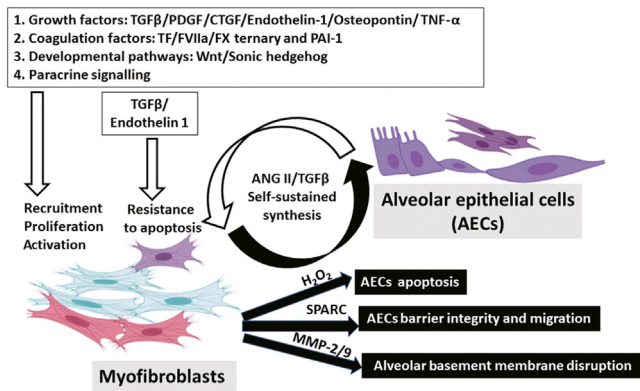 1. Growth factors: TGFβ/PDGF/CTGF/Endothelin-1/Osteopontin/ TNF-α
2. Coagulation factors: TF/FVIIa/FX ternary and PAI-1
3. Developmental pathways: Wnt/Sonic hedgehog
4. Paracrine signalling
TGFβ/
Endothelin 1
ANG II/TGFβ
Self-sustained
synthesis
Alveolar epithelial cells
(AECs)
Recruitment
Proliferation
Activation
Resistance
to apoptosis
H₂O₂
AECs apoptosis
SPARC
AECs barrier integrity and migration
MMP-2/9
Alveolar basement membrane disruption
Myofibroblasts